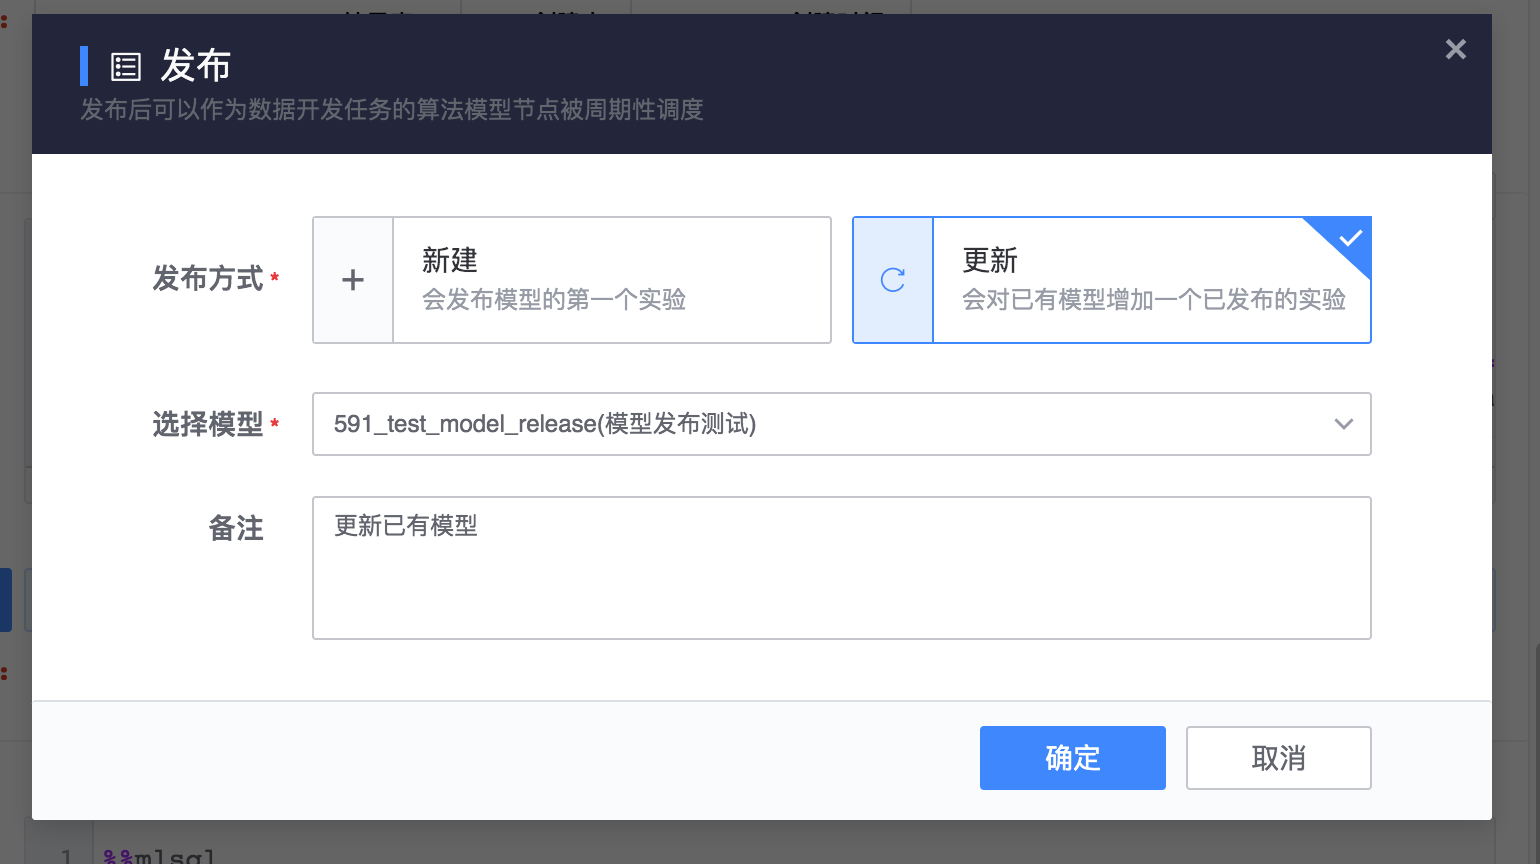 发布
发布后可以作为数据开发任务的算法模型节点被周期性调度
发布方式*
新建
会发布模型的第一个实验
更新
会对已有模型增加一个已发布的实验
选择模型*
591_test_model_release(模型发布测试)
备注
更新已有模型
确定
取消
1 %%mlsql